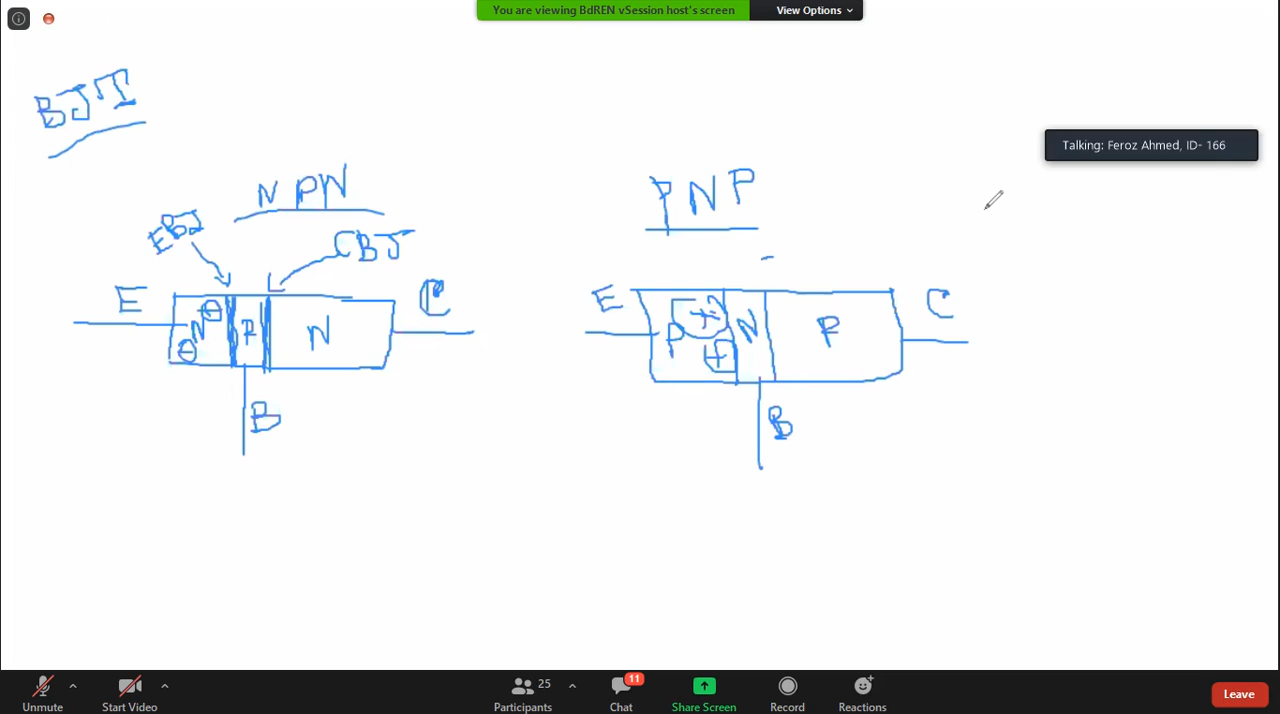 You are viewing BdREN vSession host's screen
View Options
BJT
Talking: Feroz Ahmed, ID- 166
NPN
PNP
EBJ
CBJ
E
C
E
C
N
P
N
P
N
P
B
B
25
11
Unmute
Start Video
Participants
Chat
Share Screen
Record
Reactions
Leave